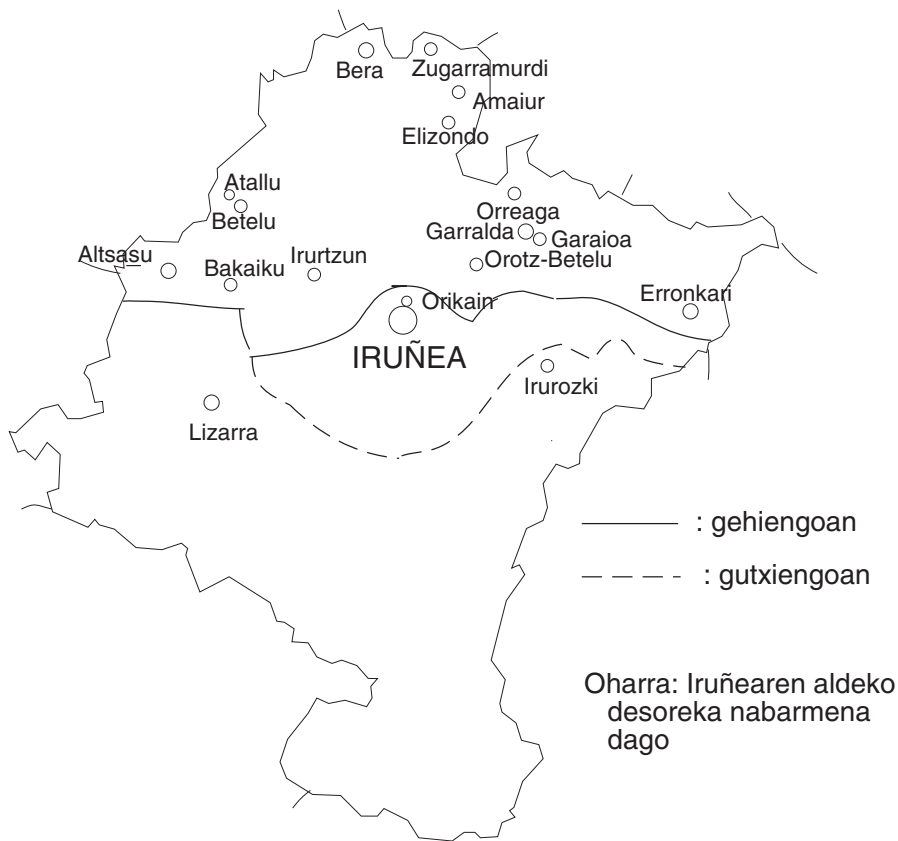 Bera
Zugarramurdi
Amaiur
Elizondo
Atallu
Betelu
Orreaga
Garralda
Garaioa
Altsasu
Bakaiku
Irurtzun
Orotz-Betelu
Erronkari
Orikain
IRUÑEA
Irurozki
Lizarra
: gehiengoan
: gutxiengoan
Oharra: Iruñearen aldeko
desoreka nabarmena
dago